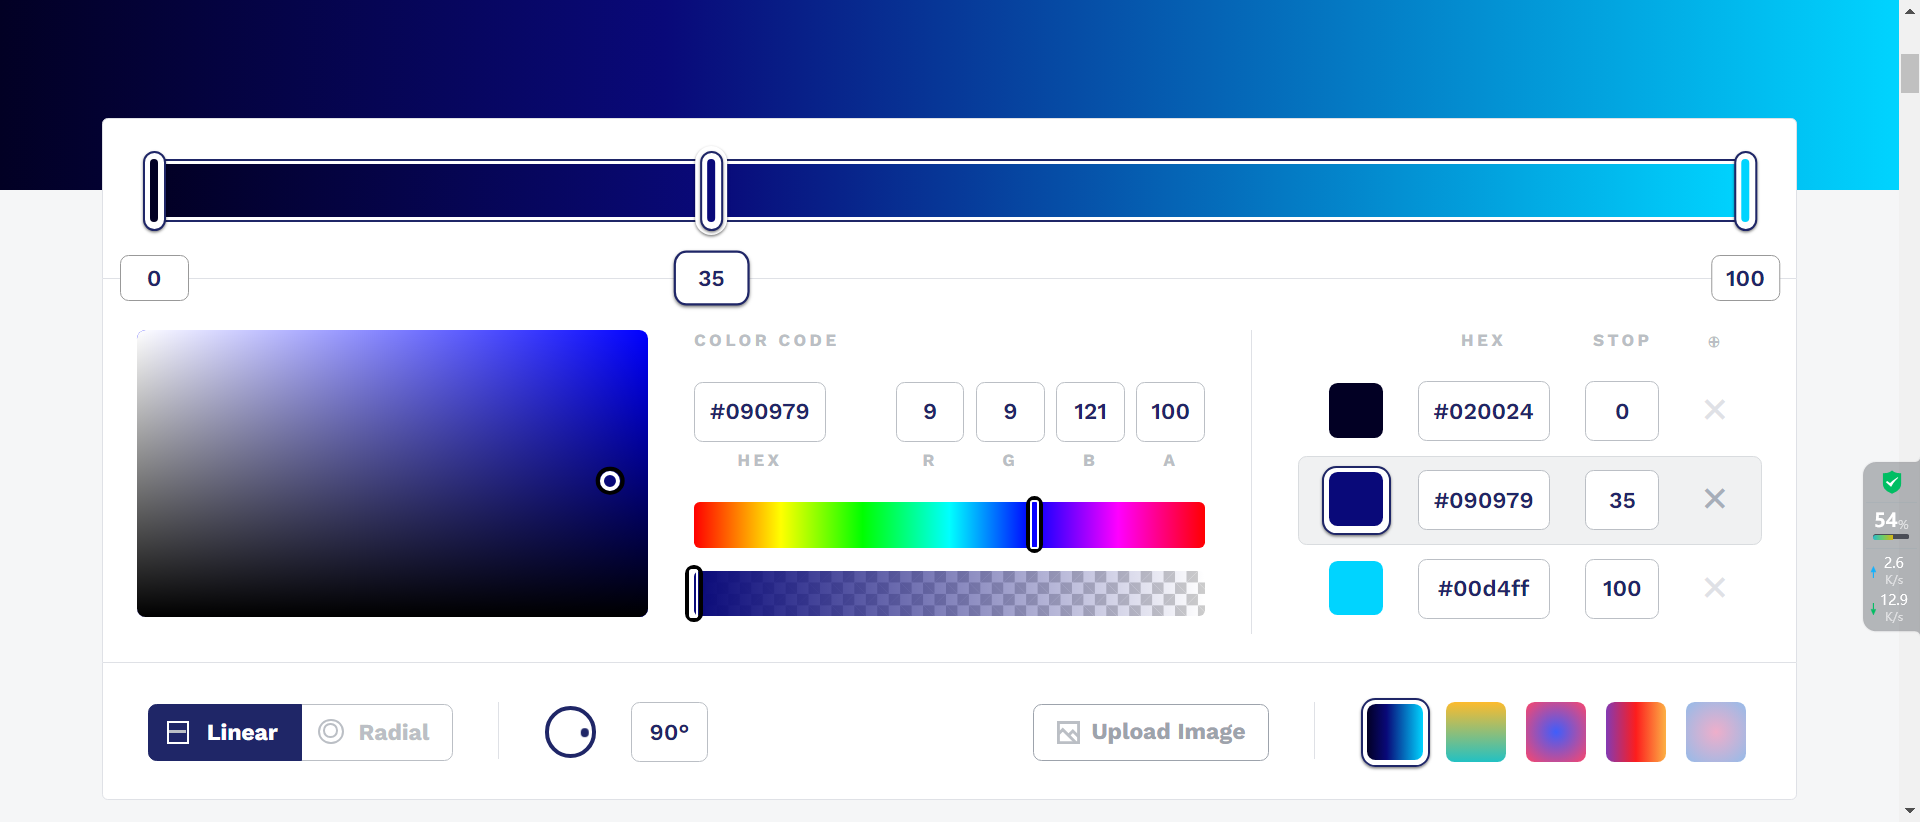 0
35
100
COLOR CODE
#090979
9
9
121
100
HEX
R
G
B
A
HEX
STOP
#020024
0
#090979
35
#00d4ff
100
54%
2.6
K/s
12.9
K/s
Linear
Radial
90°
Upload Image